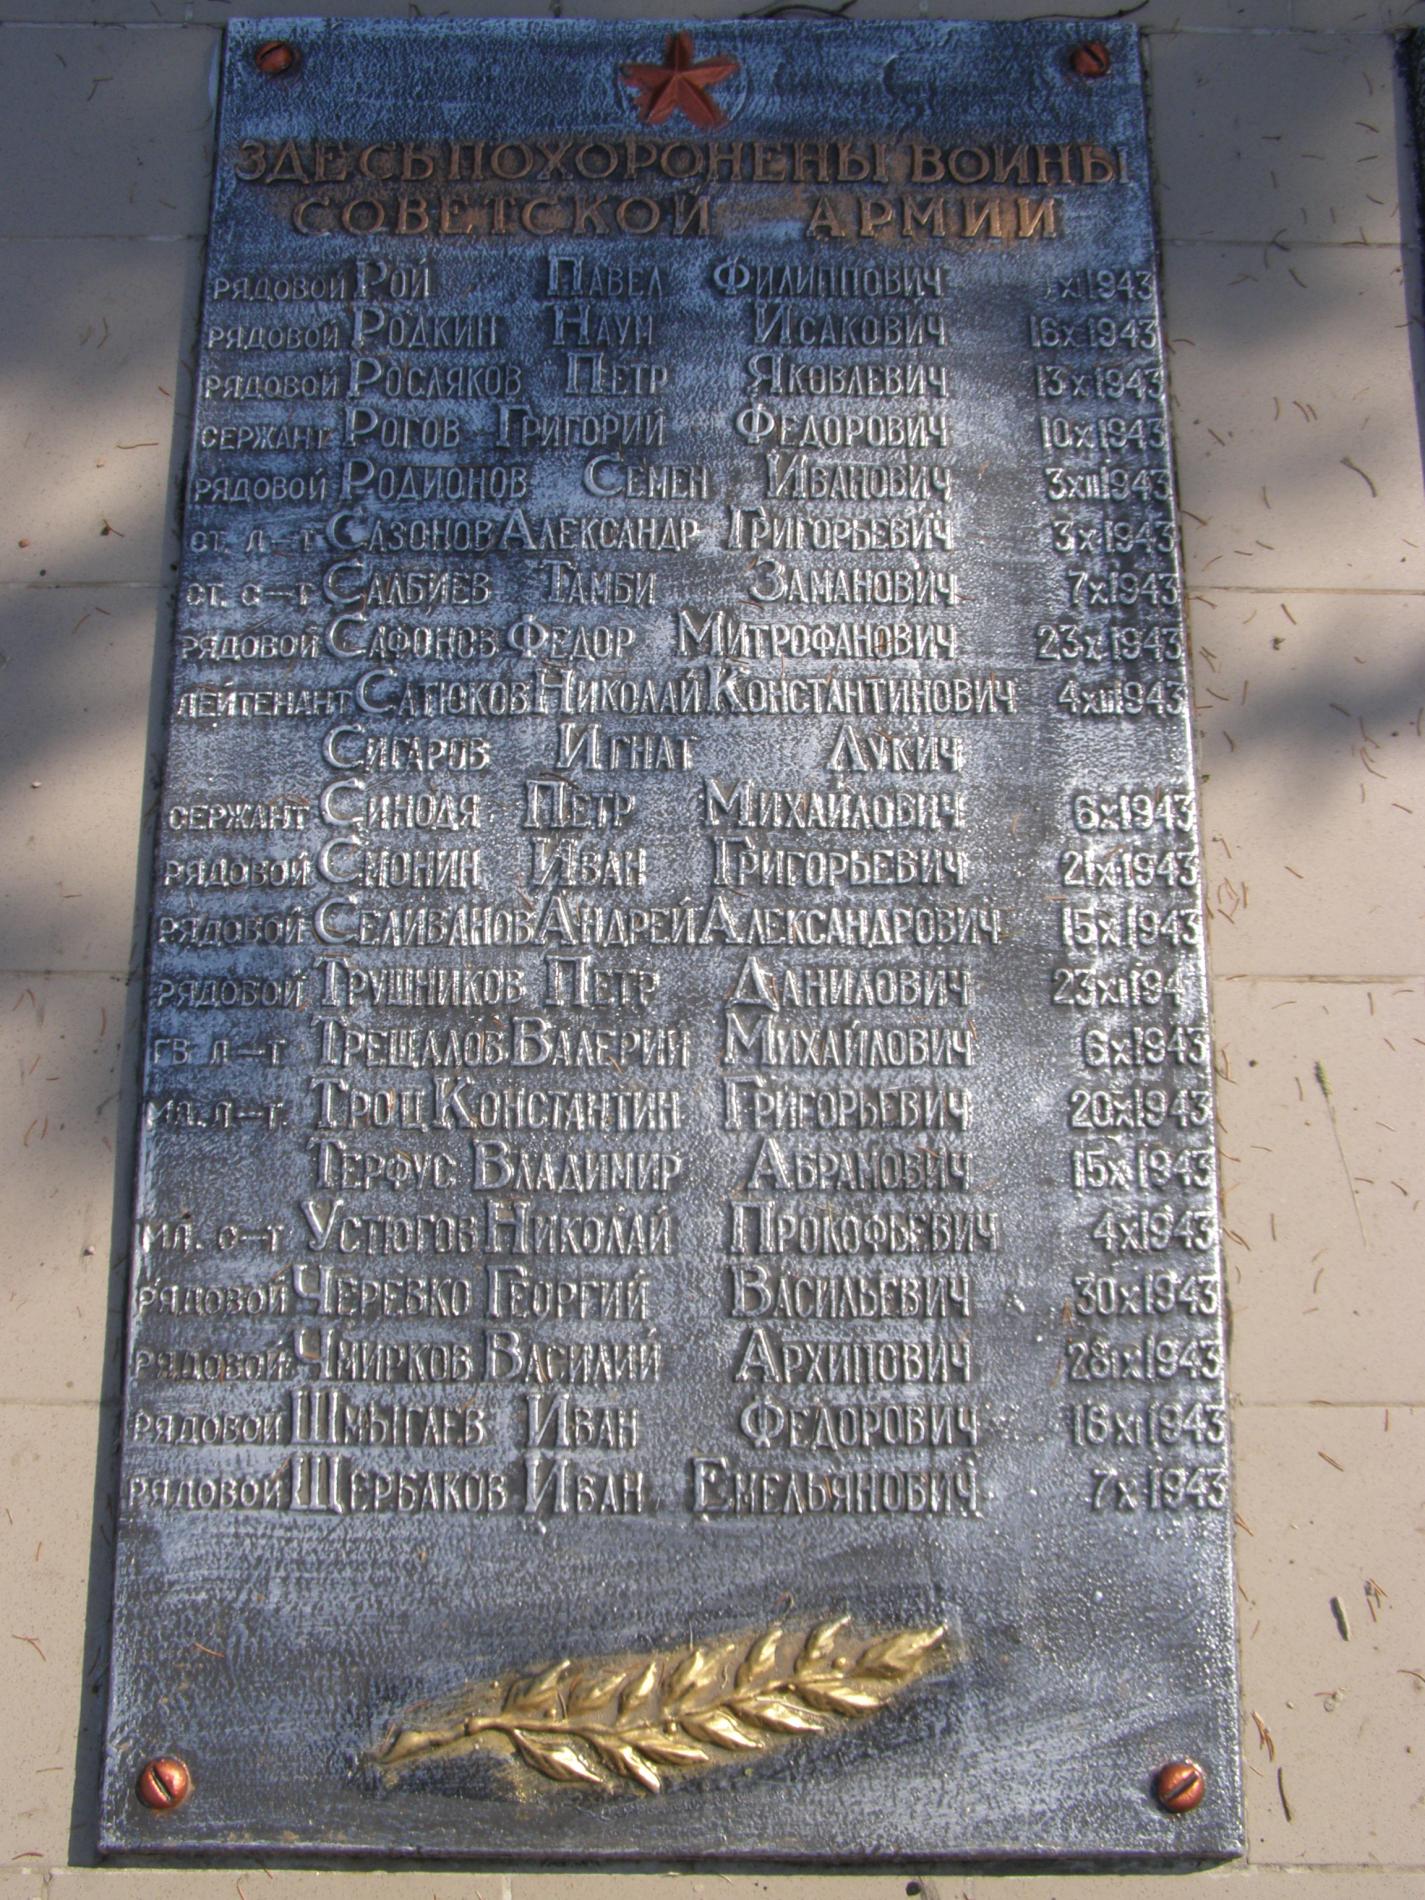 ЗДЕСЬ ПОХОРОНЕНЫ ВОИНЫ
СОВЕТСКОЙ АРМИИ
РЯДОВОЙ РОЙ ПАВЕЛ ФИЛИППОВИЧ X 1943
РЯДОВОЙ РОДКИН НАУМ ИСАКОВИЧ 16 X 1943
РЯДОВОЙ РОСЛЯКОВ ПЕТР ЯКОВЛЕВИЧ 13 X 1943
СЕРЖАНТ РОГОВ ГРИГОРИЙ ФЕДОРОВИЧ 10 X 1943
РЯДОВОЙ РОДИОНОВ СЕМЕН ИВАНОВИЧ 3 XII 1943
СТ. Л-Т САЗОНОВ АЛЕКСАНДР ГРИГОРЬЕВИЧ 3 X 1943
СТ. С-Т САЛБИЕВ ТАМБИ ЗАМАНОВИЧ 7 X 1943
РЯДОВОЙ САФОНОВ ФЕДОР МИТРОФАНОВИЧ 23 X 1943
ЛЕЙТЕНАНТ САТЮКОВ НИКОЛАЙ КОНСТАНТИНОВИЧ 4 XII 1943
СИГАРОВ ИГНАТ ЛУКИЧ
СЕРЖАНТ СИНОДЯ ПЕТР МИХАЙЛОВИЧ 6 X 1943
РЯДОВОЙ СМОНИН ИВАН ГРИГОРЬЕВИЧ 21 XI 1943
РЯДОВОЙ СЕЛИВАНОВ АНДРЕЙ АЛЕКСАНДРОВИЧ 15 X 1943
РЯДОВОЙ ТРУШНИКОВ ПЕТР ДАНИЛОВИЧ 23 XI 1943
ГВ. Л-Т ТРЕЩАЛОВ ВАЛЕРИЙ МИХАЙЛОВИЧ 6 X 1943
МЛ. Л-Т. ТРОЦ КОНСТАНТИН ГРИГОРЬЕВИЧ 20 X 1943
ТЕРФУС ВЛАДИМИР АБРАМОВИЧ 15 X 1943
МЛ. С-Т УСТЮГОВ НИКОЛАЙ ПРОКОФЬЕВИЧ 4 X 1943
РЯДОВОЙ ЧЕРЕВКО ГЕОРГИЙ ВАСИЛЬЕВИЧ 30 X 1943
РЯДОВОЙ ЧМИРКОВ ВАСИЛИЙ АРХИПОВИЧ 28 IX 1943
РЯДОВОЙ ШМЫГАЕВ ИВАН ФЕДОРОВИЧ 16 XI 1943
РЯДОВОЙ ЩЕРБАКОВ ИВАН ЕМЕЛЬЯНОВИЧ 7 X 1943